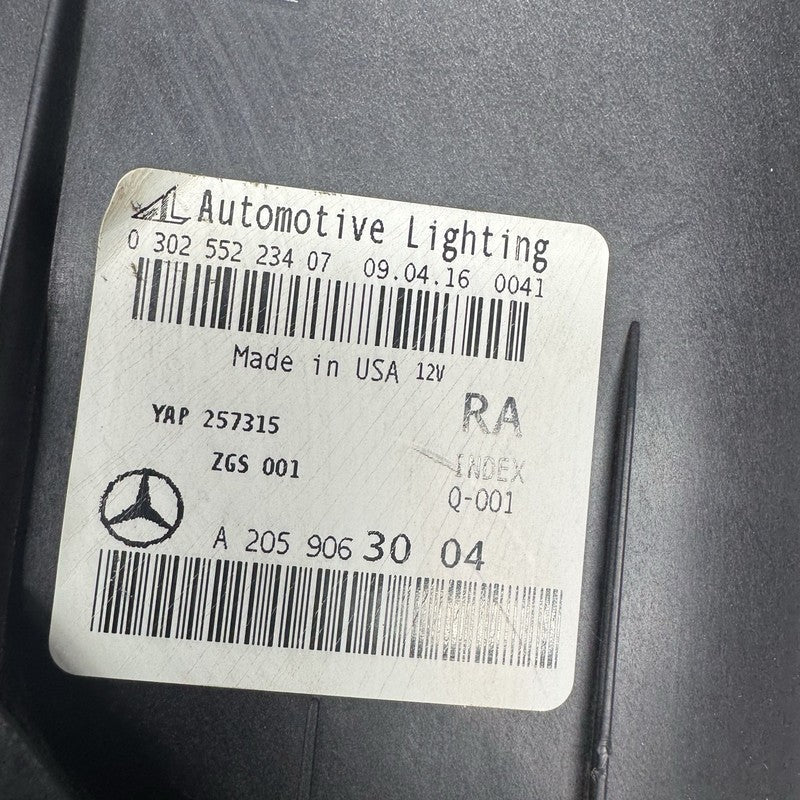 AL Automotive Lighting
0 302 552 234 07 09.04.16 0041
Made in USA 12V
RA
YAP 257315
INDEX
ZGS 001
Q-001
A 205 906 30 04